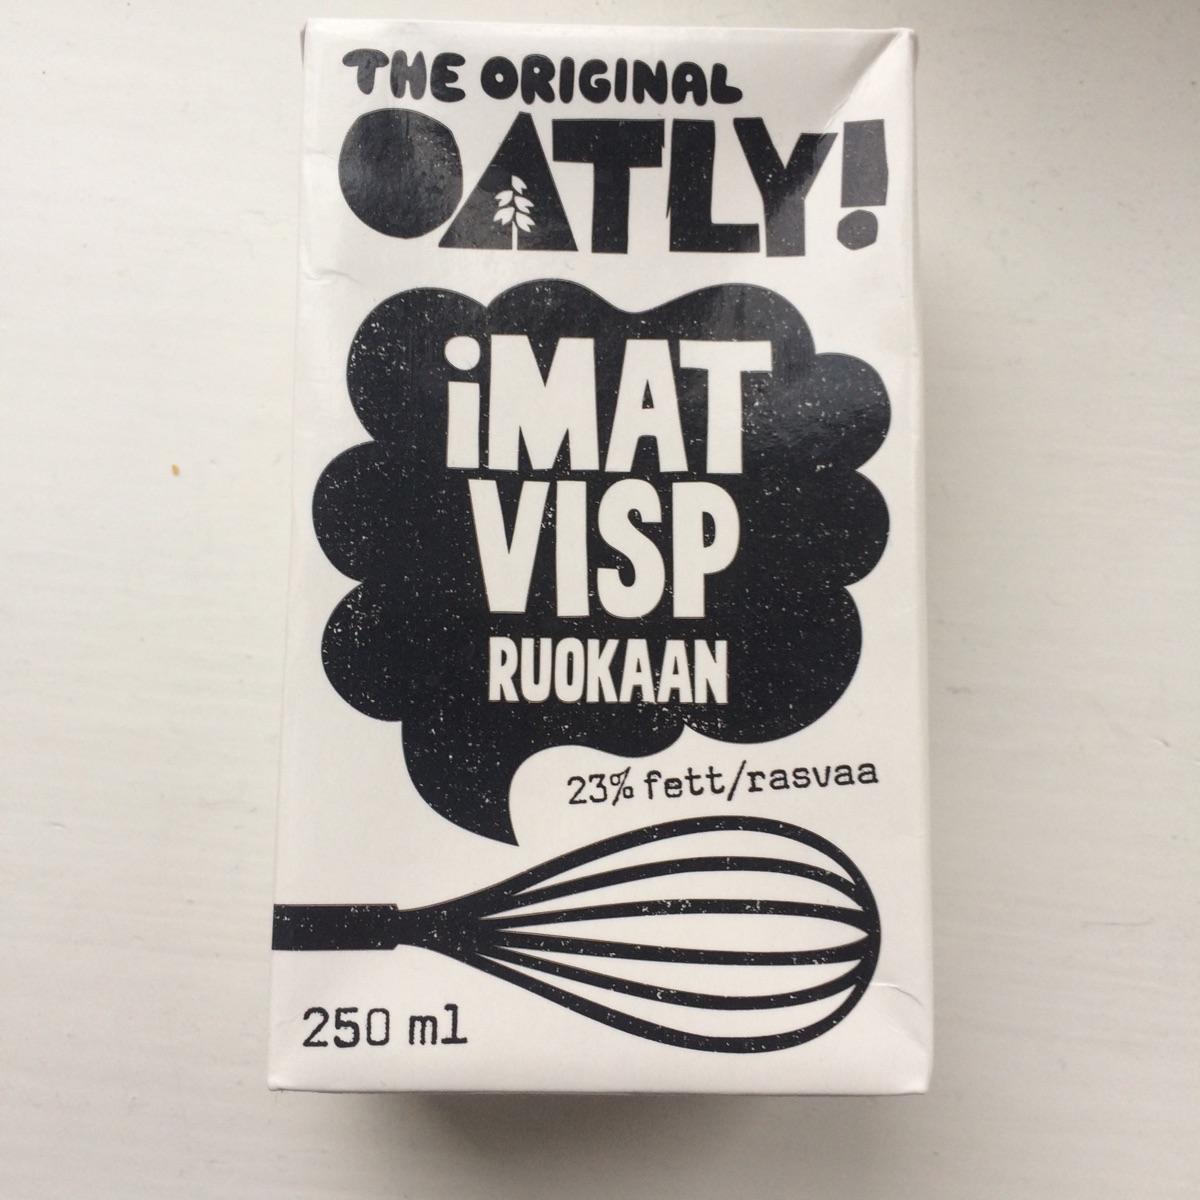 THE ORIGINAL
OATLY!
iMAT
VISP
RUOKAAN
23% fett/rasvaa
250 ml